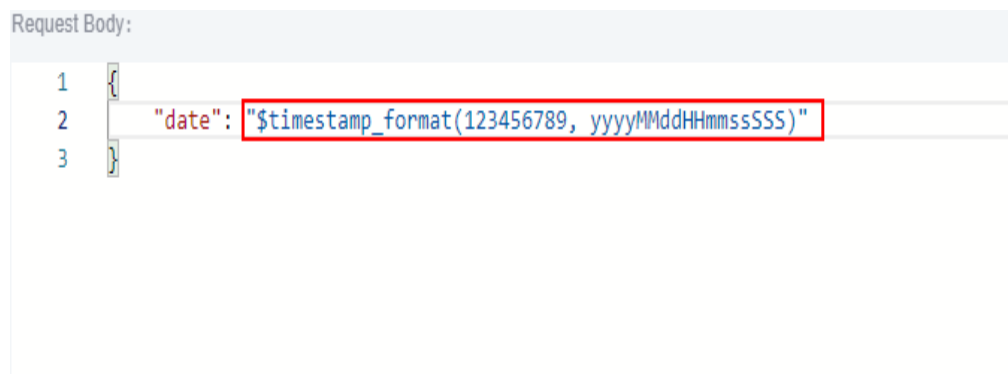 Request Body:
1 {
2 "date": "$timestamp_format(123456789, yyyyMMddHHmmssSSS)"
3 }